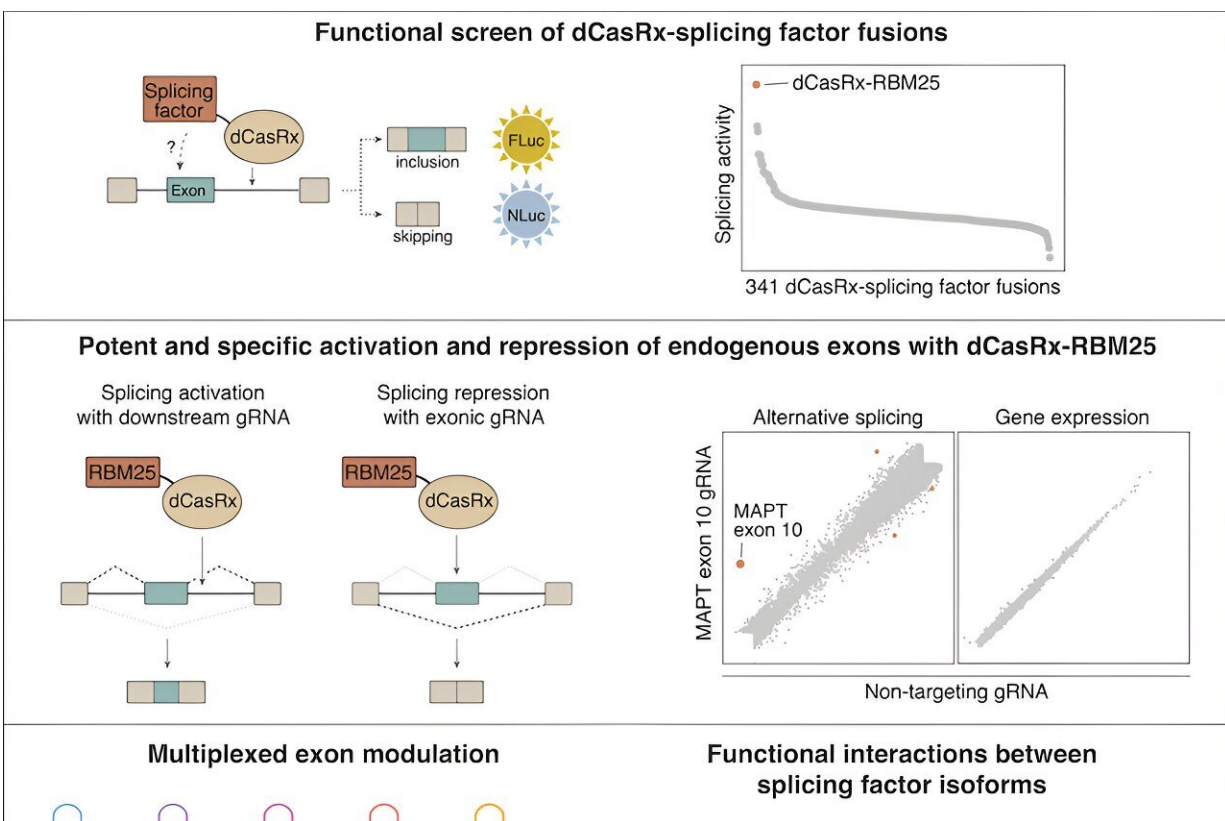 Functional screen of dCasRx-splicing factor fusions
Splicing
factor
dCasRx
?
Exon
inclusion
FLuc
skipping
NLuc
dCasRx-RBM25
Splicing activity
341 dCasRx-splicing factor fusions
Potent and specific activation and repression of endogenous exons with dCasRx-RBM25
Splicing activation
with downstream gRNA
RBM25
dCasRx
Splicing repression
with exonic gRNA
RBM25
dCasRx
Alternative splicing
Gene expression
MAPT exon 10 gRNA
MAPT
exon 10
Non-targeting gRNA
Multiplexed exon modulation
Functional interactions between
splicing factor isoforms